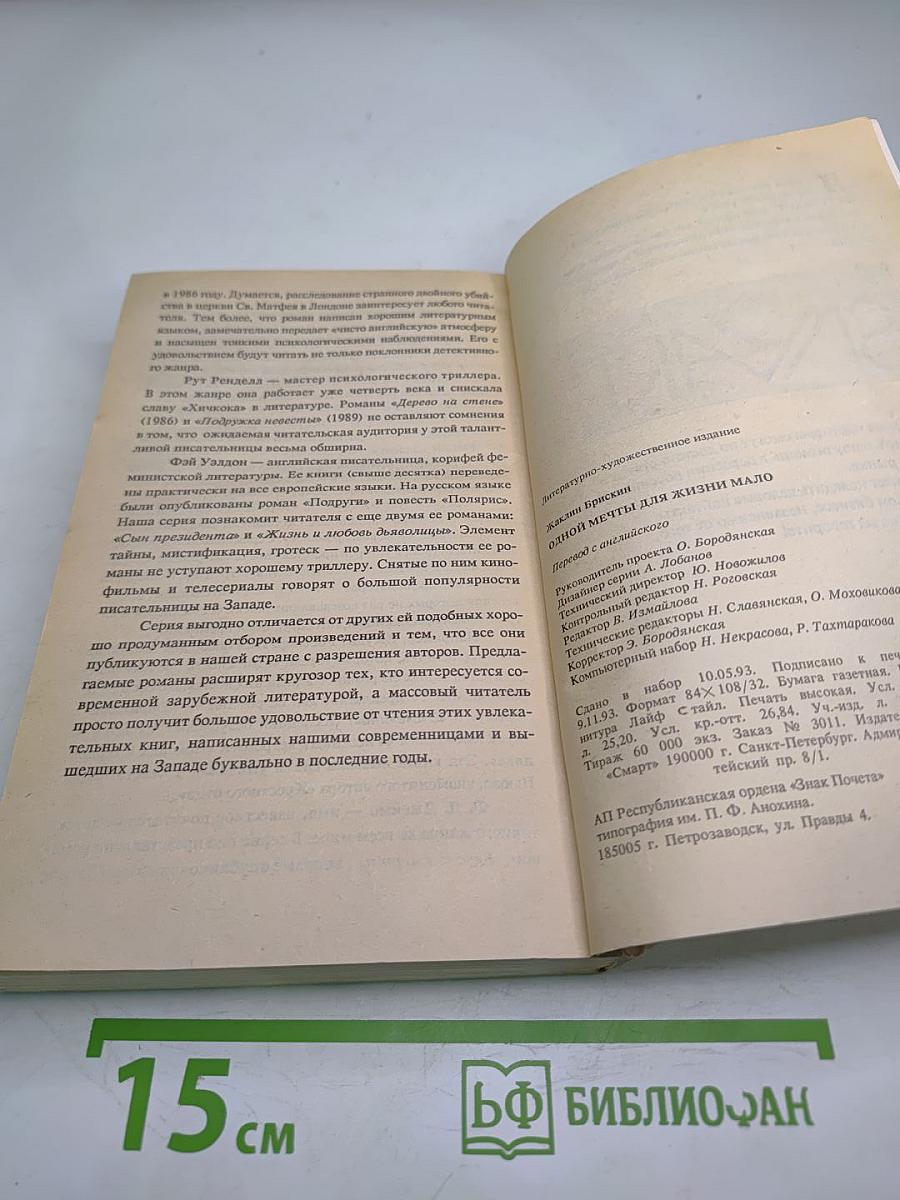 в 1986 году. Думается, расследование странного двойного убий-
ства в церкви Св. Матфея в Лондоне заинтересует любого чита-
теля. Тем более, что роман написан хорошим литературным
языком, замечательно передает «чисто английскую» атмосферу
и насыщен тонкими психологическими наблюдениями. Его с
удовольствием будут читать не только поклонники детективно-
го жанра.
Рут Ренделл — мастер психологического триллера.
В этом жанре она работает уже четверть века и снискала
славу «Хичкока» в литературе. Романы «Дерево на стене»
(1986) и «Подружка невесты» (1989) не оставляют сомнения
в том, что ожидаемая читательская аудитория у этой талант-
ливой писательницы весьма обширна.
Фэй Уэлдон — английская писательница, корифей фе-
министской литературы. Ее книги (свыше десятка) переведе-
ны практически на все европейские языки. На русском языке
были опубликованы роман «Подруги» и повесть «Полярис».
Наша серия познакомит читателя с еще двумя ее романами:
«Сын президента» и «Жизнь и любовь дьяволицы». Элемент
тайны, мистификация, гротеск — по увлекательности ее ро-
маны не уступают хорошему триллеру. Снятые по ним кино-
фильмы и телесериалы говорят о большой популярности
писательницы на Западе.
Серия выгодно отличается от других ей подобных хоро-
шо продуманным отбором произведений и тем, что все они
публикуются в нашей стране с разрешения авторов. Предла-
гаемые романы расширят кругозор тех, кто интересуется со-
временной зарубежной литературой, а массовый читатель
просто получит большое удовольствие от чтения этих увлека-
тельных книг, написанных нашими современницами и вы-
шедших на Западе буквально в последние годы.
Литературно-художественное издание
Жаклин Брискин
ОДНОЙ МЕЧТЫ ДЛЯ ЖИЗНИ МАЛО
Перевод с английского
Руководитель проекта О. Бородянская
Дизайнер серии А. Лобанов
Технический директор Ю. Новожилов
Контрольный редактор Н. Роговская
Редактор В. Измайлова
Технические редакторы Н. Славянская, О. Моховикова
Корректор Э. Бородянская
Компьютерный набор Н. Некрасова, Р. Тахтаракова
Сдано в набор 10.05.93. Подписано к печ
9.11.93. Формат 84×108/32. Бумага газетная.
нитура Лайф Стайл. Печать высокая. Усл.
л. 25,20. Усл. кр.-отт. 26,84. Уч.-изд. л.
Тираж 60 000 экз. Заказ № 3011. Издате
«Смарт» 190000 г. Санкт-Петербург. Адмир
тейский пр. 8/1.
АП Республиканская ордена «Знак Почета»
типография им. П. Ф. Анохина.
185005 г. Петрозаводск, ул. Правды 4.
15 см
БФ БИБЛИОФАН